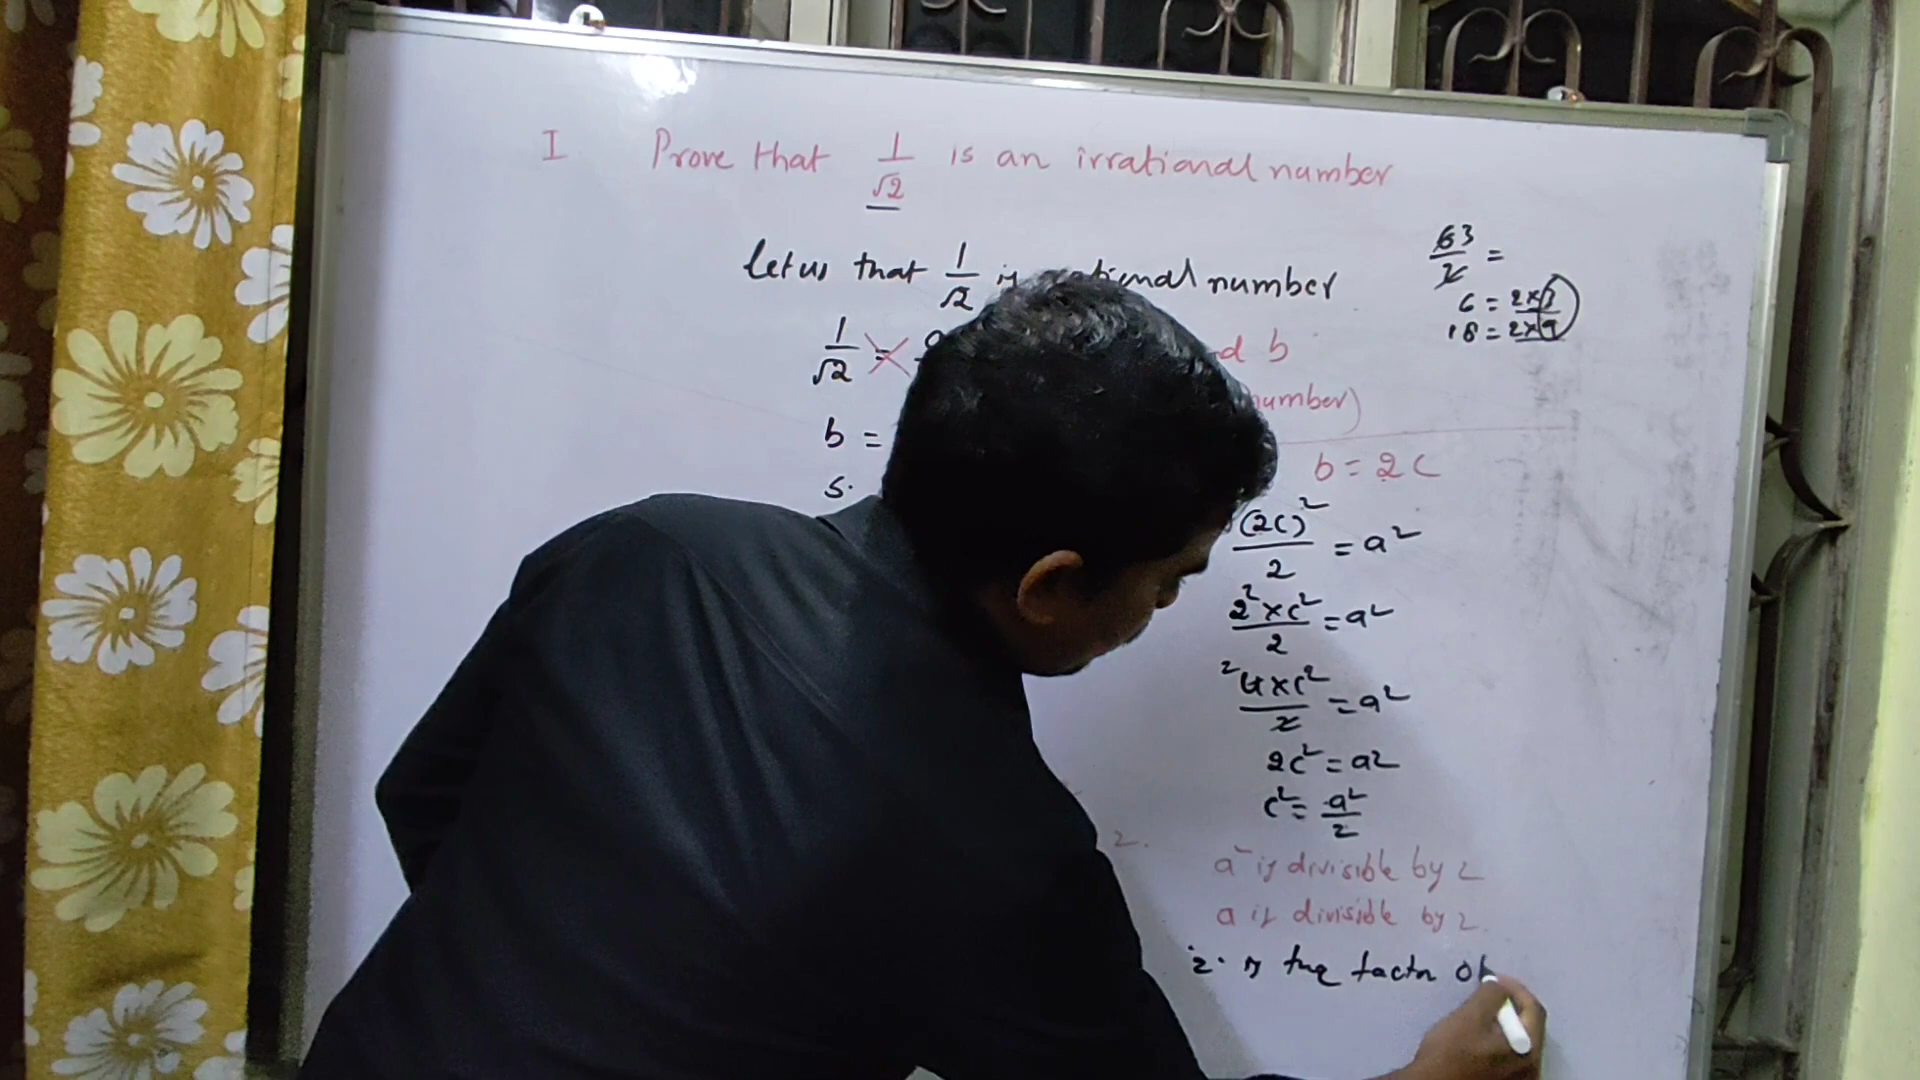 I Prove that 1/√2 is an irrational number
Let us that 1/√2 is number
63/2 =
6 = 2×3
18 = 2×9
1/√2 =
d b
number)
b =
b = 2C
S.
(2C)²/2 = a²
2²×c²/2 = a²
²4×c²/2 = a²
2c² = a2
c² = a²/2
2.
a² is divisible by 2
a is divisible by 2.
2. is the factor of